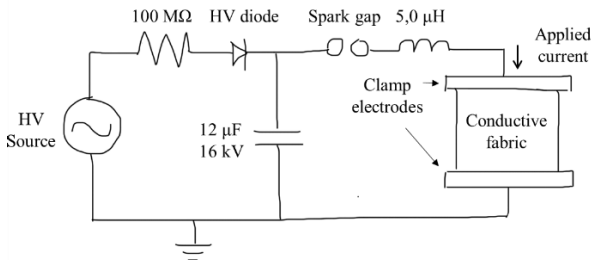 100 MΩ
HV diode
Spark gap
5,0 µH
Applied
current
Clamp
electrodes
HV
Source
12 µF
16 kV
Conductive
fabric